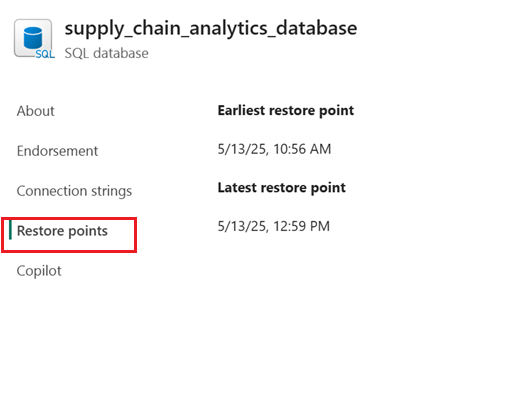 supply_chain_analytics_database
SQL
SQL database
About
Endorsement
Connection strings
Restore points
Copilot
Earliest restore point
5/13/25, 10:56 AM
Latest restore point
5/13/25, 12:59 PM